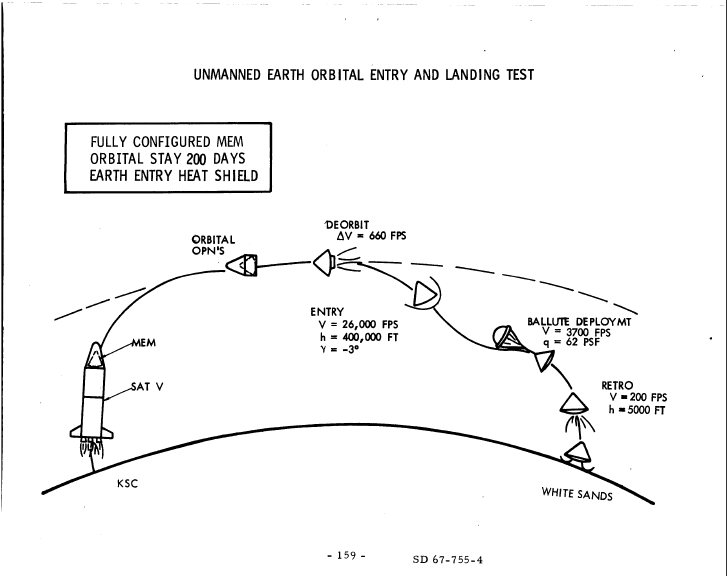 UNMANNED EARTH ORBITAL ENTRY AND LANDING TEST
FULLY CONFIGURED MEM
ORBITAL STAY 200 DAYS
EARTH ENTRY HEAT SHIELD
ORBITAL
OPN'S
DEORBIT
ΔV = 660 FPS
ENTRY
V = 26,000 FPS
h = 400,000 FT
γ = -3°
BALLUTE DEPLOYMT
V = 3700 FPS
q = 62 PSF
MEM
SAT V
RETRO
V = 200 FPS
h = 5000 FT
KSC
WHITE SANDS
- 159 -
SD 67-755-4